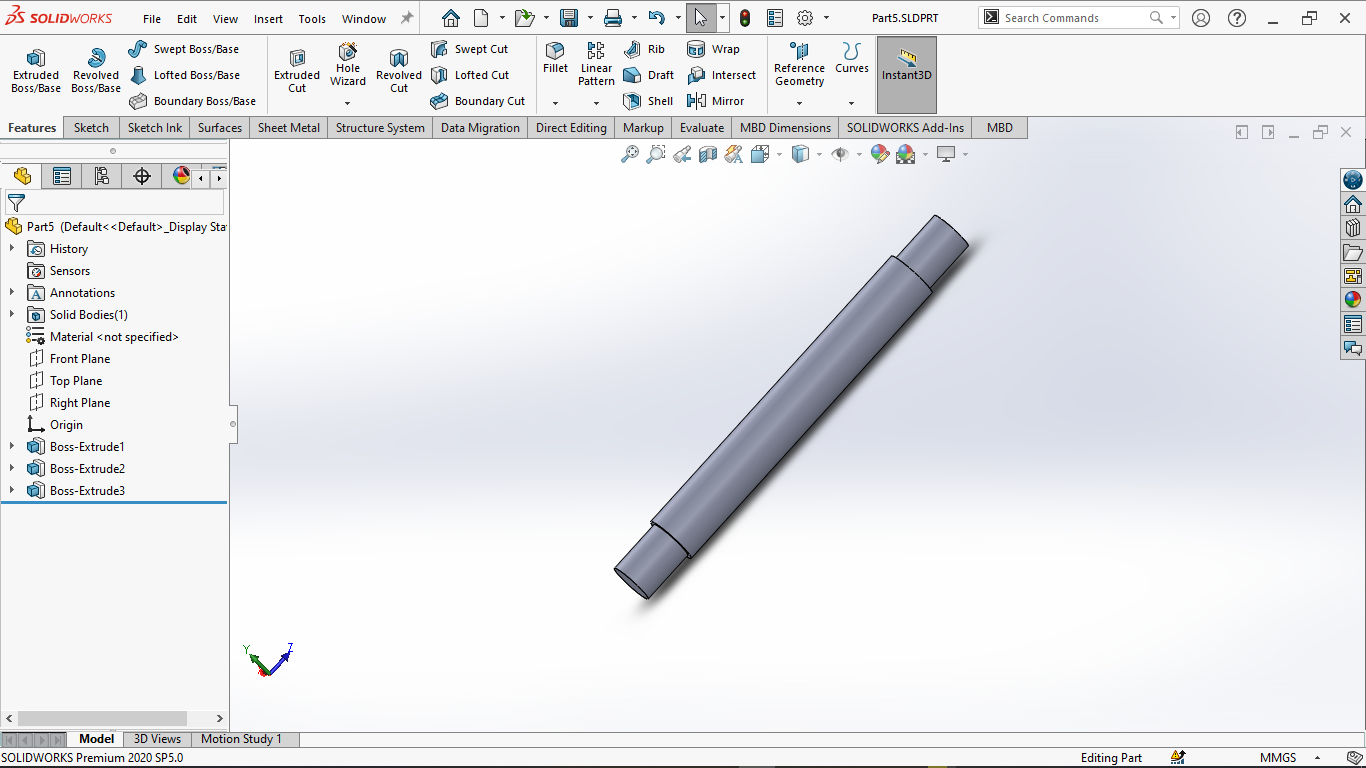 SOLIDWORKS File Edit View Insert Tools Window Part5.SLDPRT Search Commands
Extruded Boss/Base
Revolved Boss/Base
Swept Boss/Base
Lofted Boss/Base
Boundary Boss/Base
Extruded Cut
Hole Wizard
Revolved Cut
Swept Cut
Lofted Cut
Boundary Cut
Fillet
Linear Pattern
Rib
Draft
Shell
Wrap
Intersect
Mirror
Reference Geometry
Curves
Instant3D
Features Sketch Sketch Ink Surfaces Sheet Metal Structure System Data Migration Direct Editing Markup Evaluate MBD Dimensions SOLIDWORKS Add-Ins MBD
Part5 (Default<<Default>_Display Sta
History
Sensors
Annotations
Solid Bodies(1)
Material <not specified>
Front Plane
Top Plane
Right Plane
Origin
Boss-Extrude1
Boss-Extrude2
Boss-Extrude3
Y Z
Model 3D Views Motion Study 1
SOLIDWORKS Premium 2020 SP5.0 Editing Part MMGS